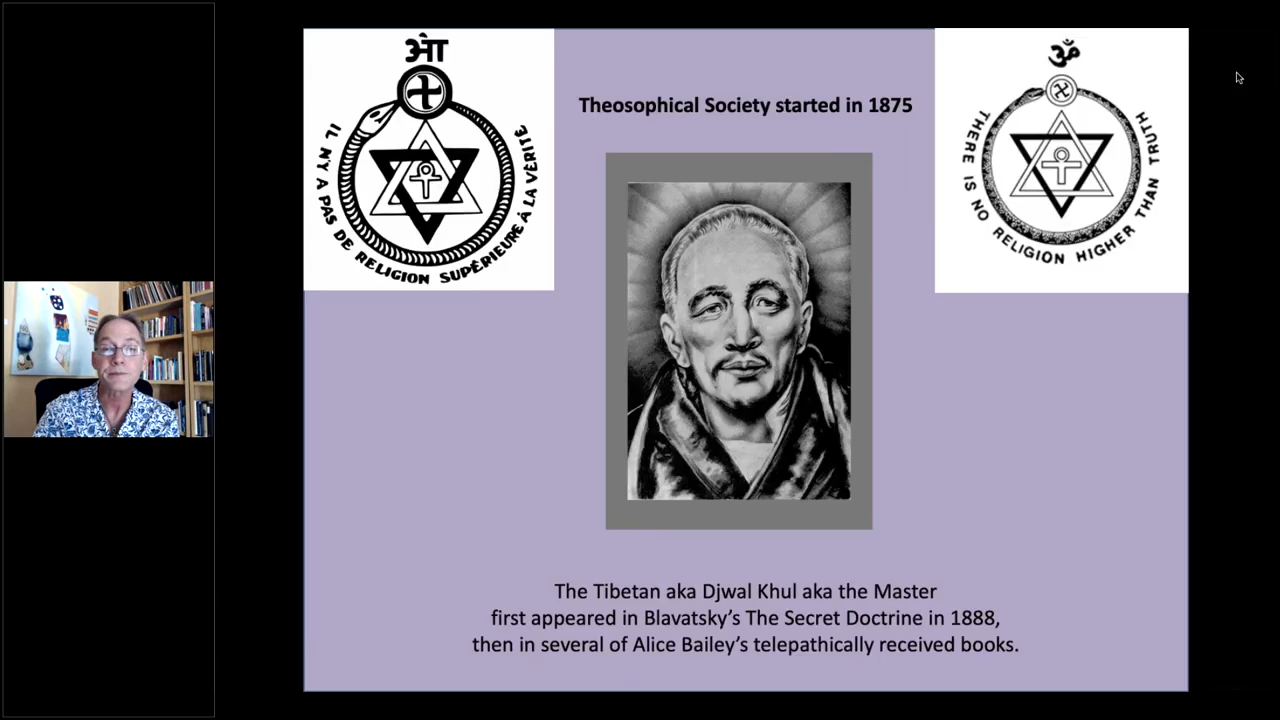 ओा
IL N'Y A PAS DE RELIGION SUPÉRIEURE À LA VÉRITÉ
Theosophical Society started in 1875
ॐ
THERE IS NO RELIGION HIGHER THAN TRUTH
The Tibetan aka Djwal Khul aka the Master
first appeared in Blavatsky’s The Secret Doctrine in 1888,
then in several of Alice Bailey’s telepathically received books.